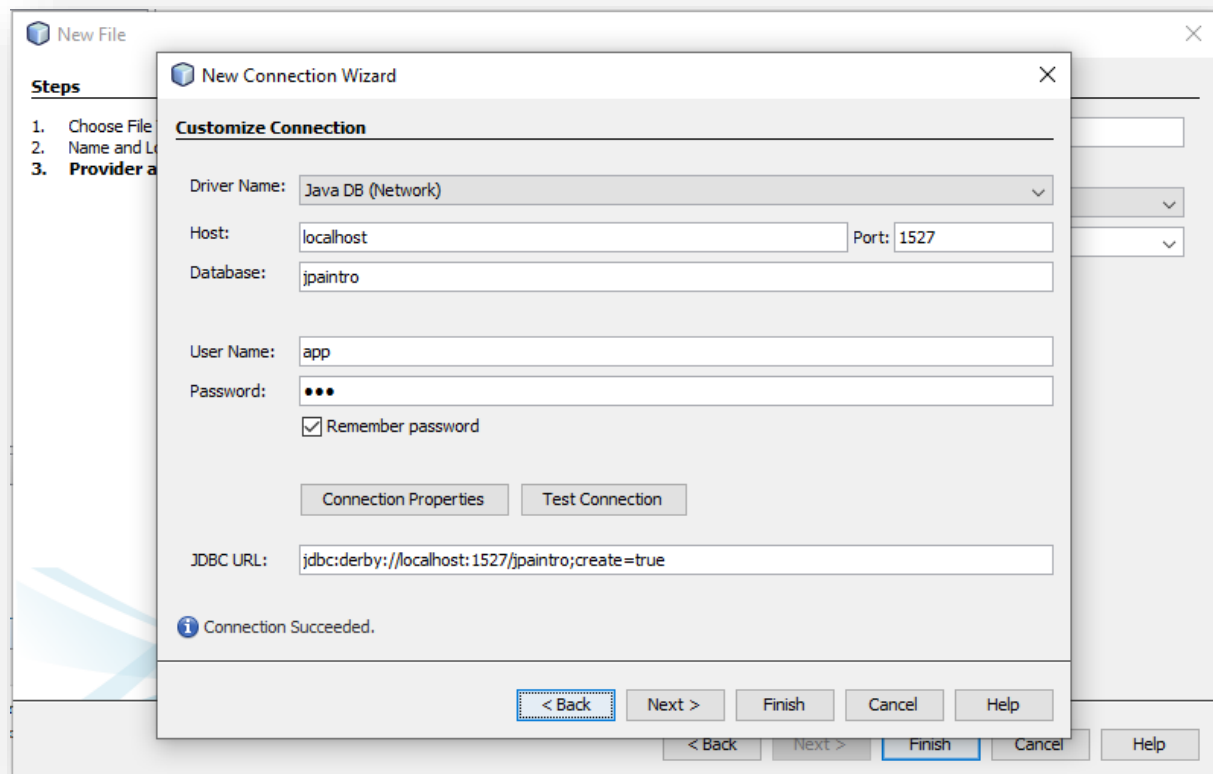 New File
New Connection Wizard
Steps
1. Choose File
2. Name and Lo
3. Provider a
Customize Connection
Driver Name: Java DB (Network)
Host: localhost Port: 1527
Database: jpaintro
User Name: app
Password: •••
Remember password
Connection Properties Test Connection
JDBC URL: jdbc:derby://localhost:1527/jpaintro;create=true
Connection Succeeded.
< Back Next > Finish Cancel Help
< Back Next > Finish Cancel Help